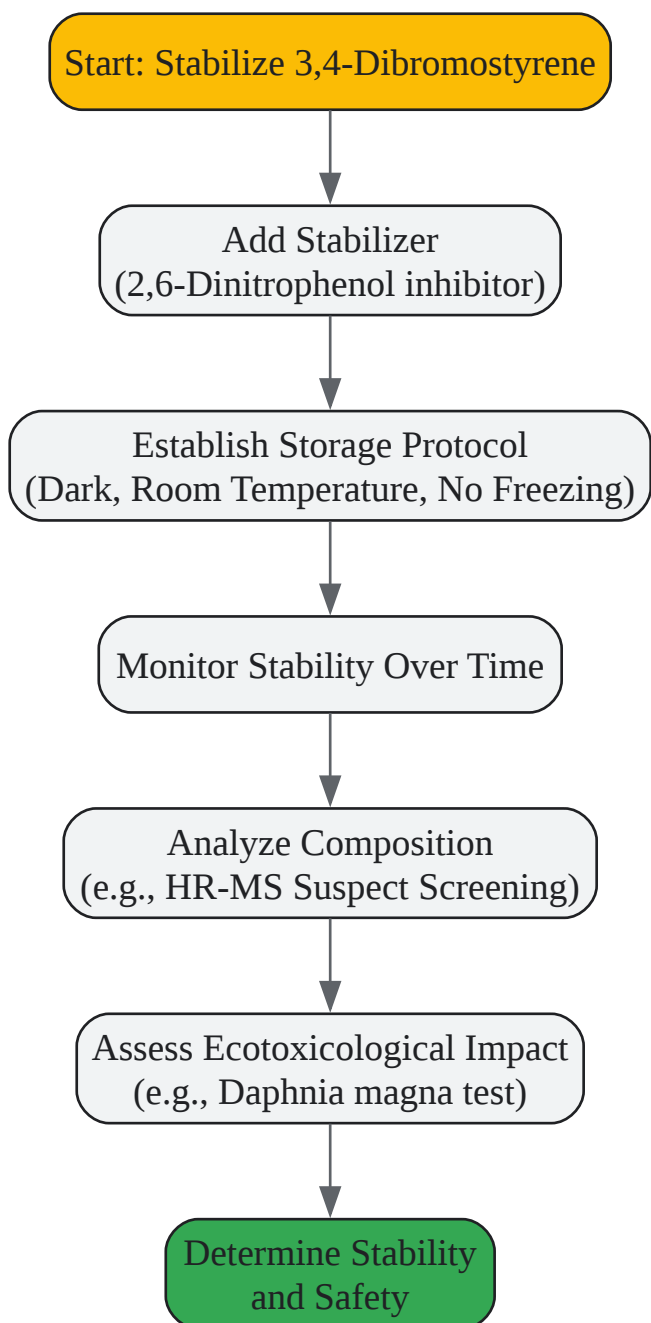 Start: Stabilize 3,4-Dibromostyrene
Add Stabilizer
(2,6-Dinitrophenol inhibitor)
Establish Storage Protocol
(Dark, Room Temperature, No Freezing)
Monitor Stability Over Time
Analyze Composition
(e.g., HR-MS Suspect Screening)
Assess Ecotoxicological Impact
(e.g., Daphnia magna test)
Determine Stability
and Safety